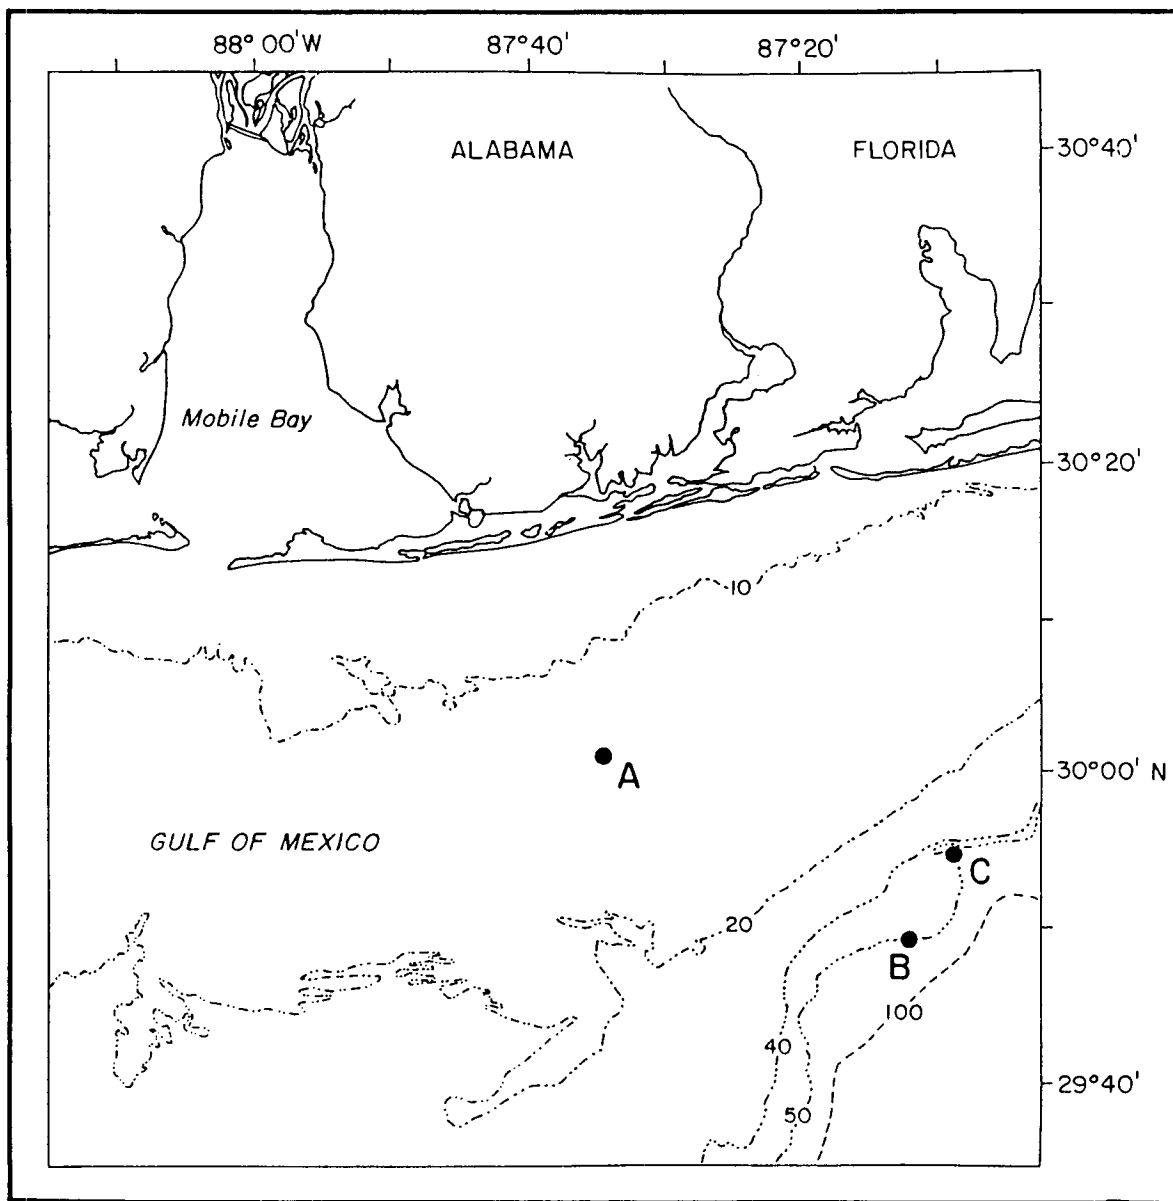 88°00'W 87°40' 87°20'
ALABAMA FLORIDA
30°40'
Mobile Bay
30°20'
10
A
30°00' N
GULF OF MEXICO
C
20
B
100
40
29°40'
50